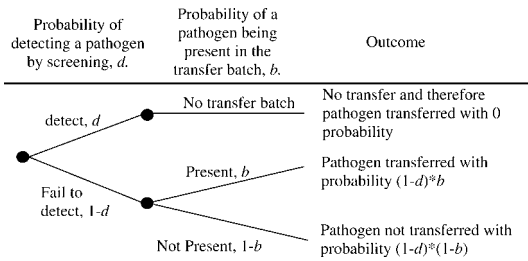 Probability of
detecting a pathogen
by screening, d.
Probability of a
pathogen being
present in the
transfer batch, b.
Outcome
detect, d
No transfer batch
No transfer and therefore
pathogen transferred with 0
probability
Fail to
detect, 1-d
Present, b
Pathogen transferred with
probability (1-d)*b
Not Present, 1-b
Pathogen not transferred with
probability (1-d)*(1-b)